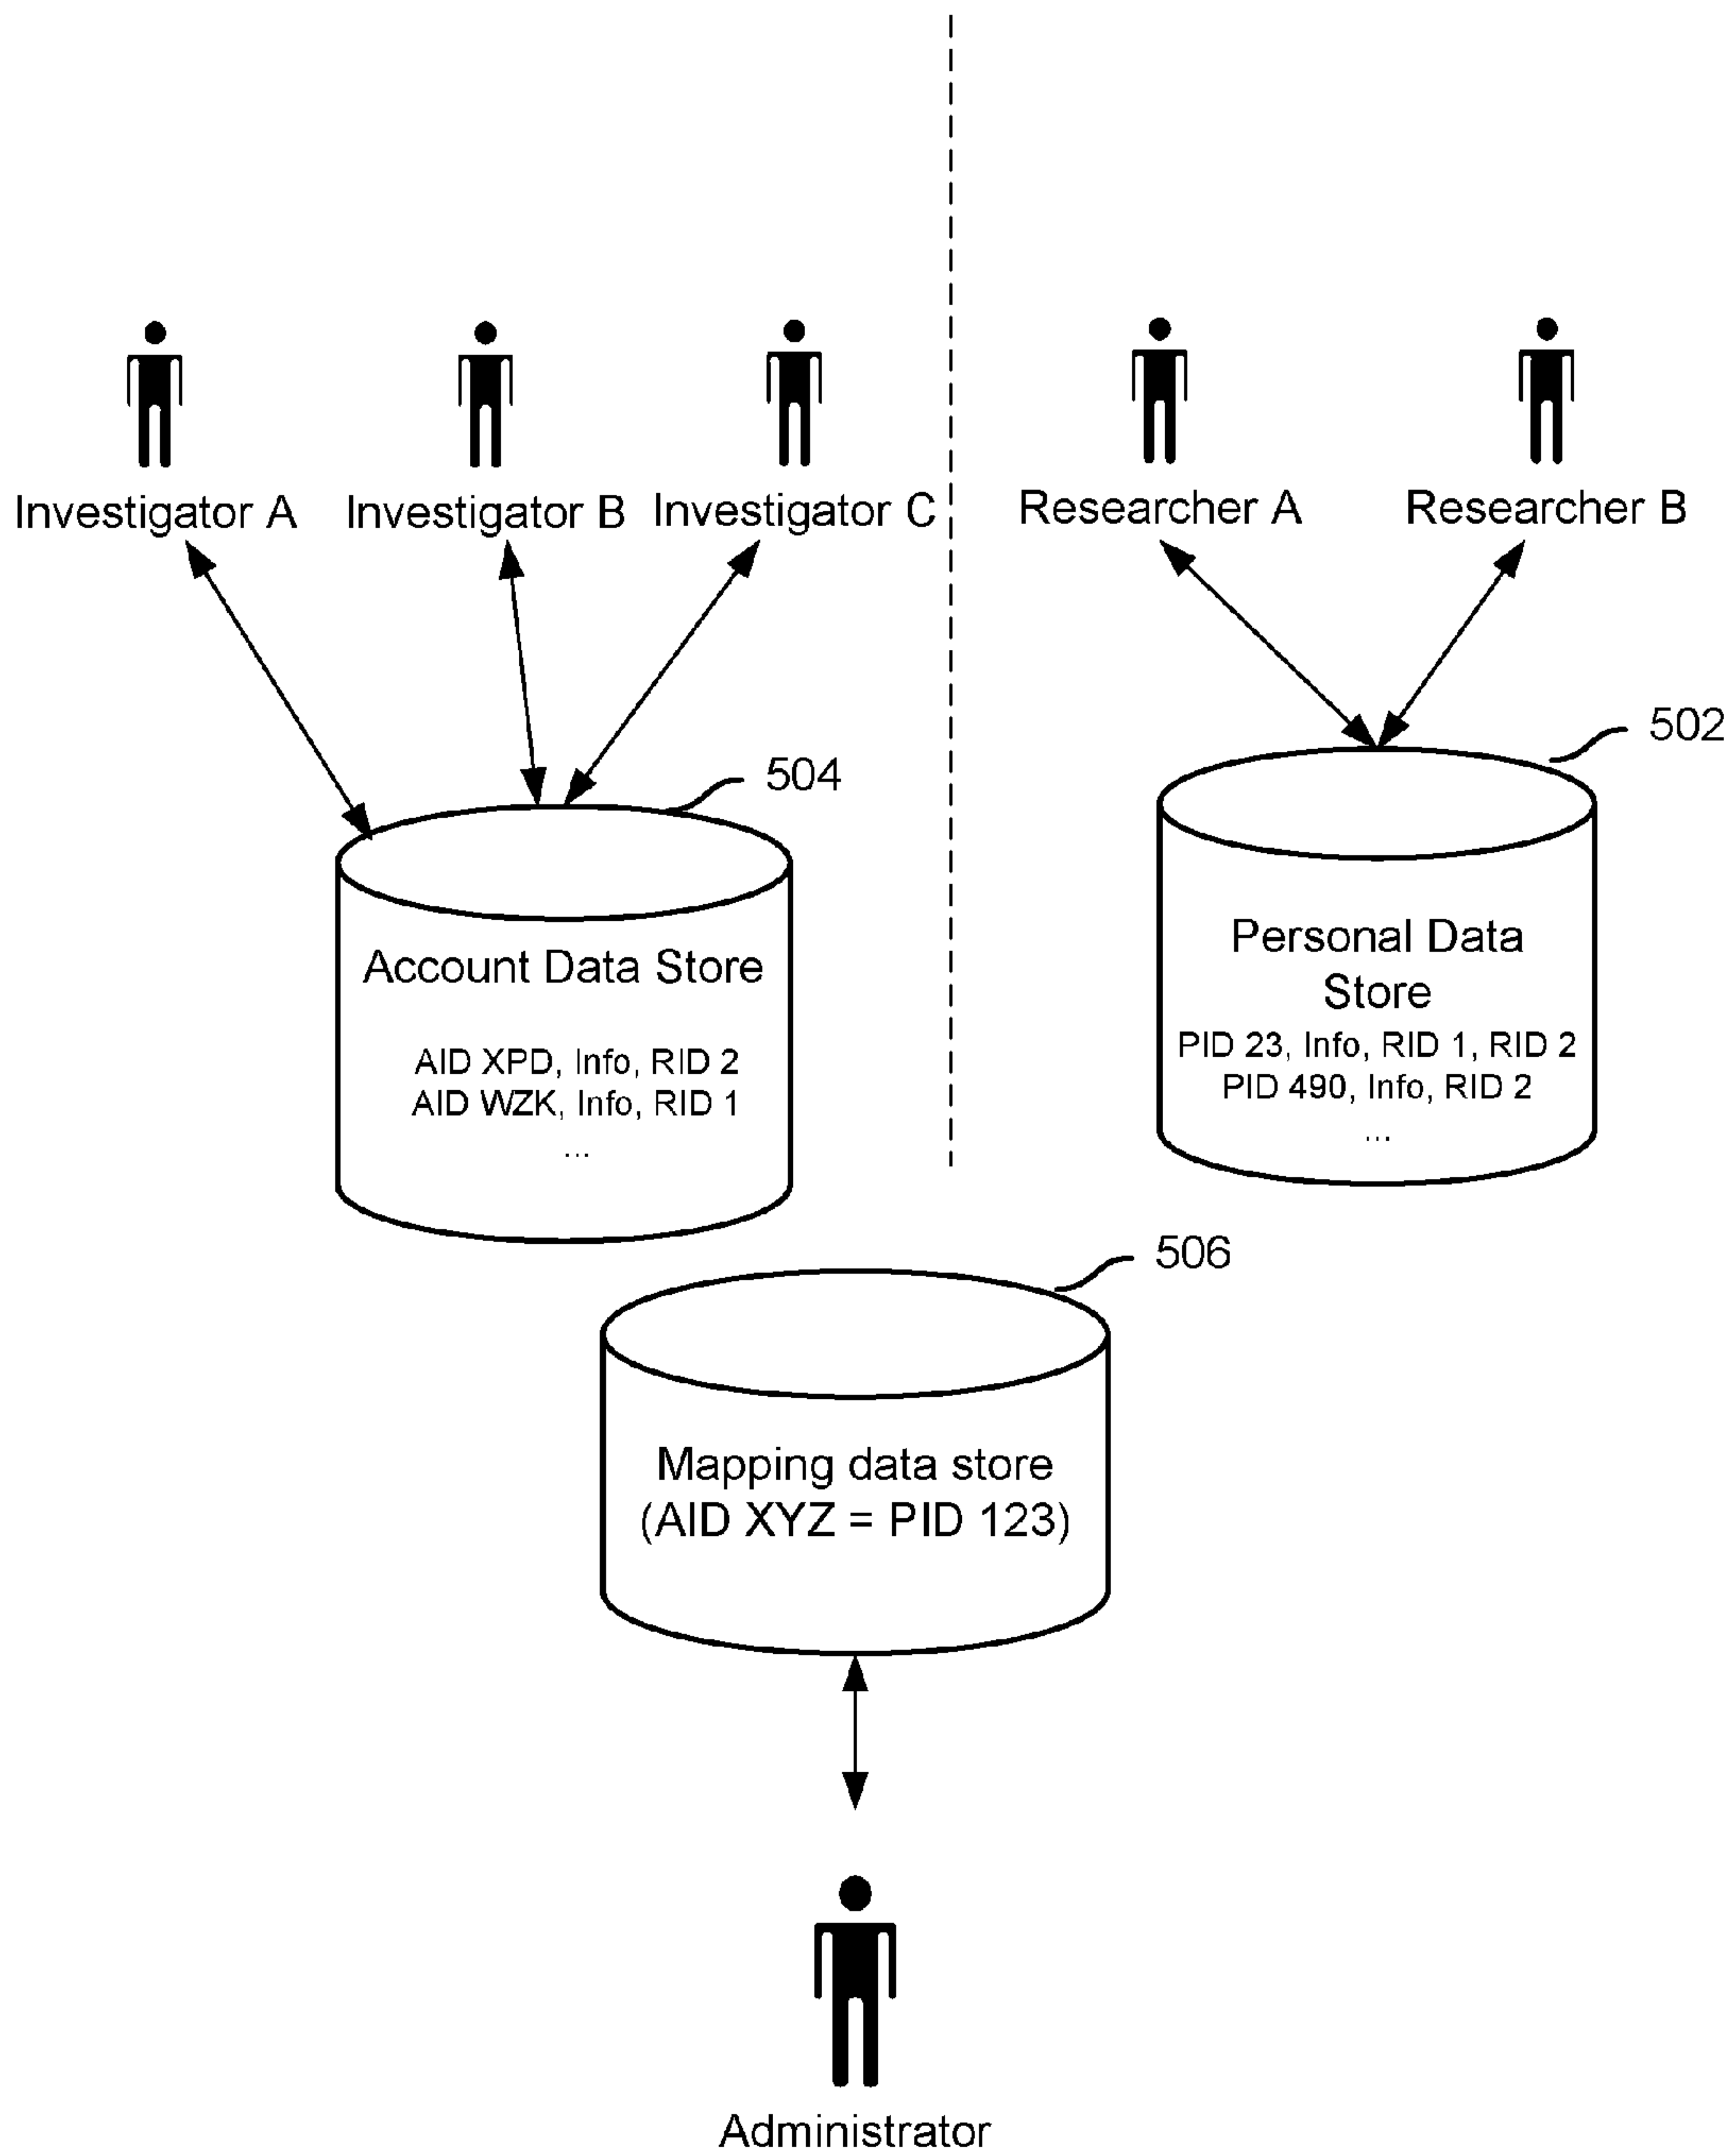 Investigator A
Investigator B
Investigator C
Researcher A
Researcher B
502
504
Account Data Store
AID XPD, Info, RID 2
AID WZK, Info, RID 1
...
Personal Data
Store
PID 23, Info, RID 1, RID 2
PID 490, Info, RID 2
...
506
Mapping data store
(AID XYZ = PID 123)
Administrator